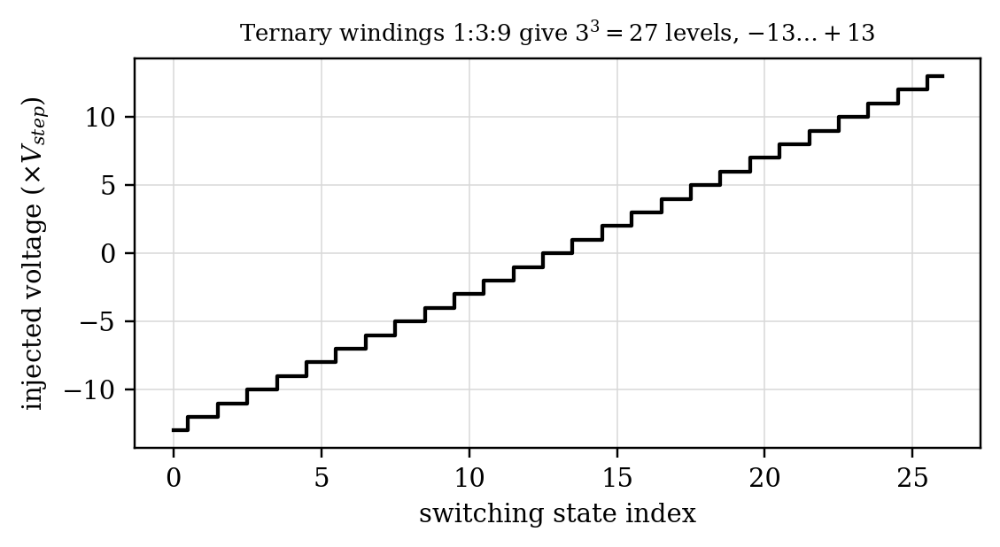 Ternary windings 1:3:9 give 3³ = 27 levels, −13... + 13
injected voltage (×V_step)
10
5
0
−5
−10
0 5 10 15 20 25
switching state index